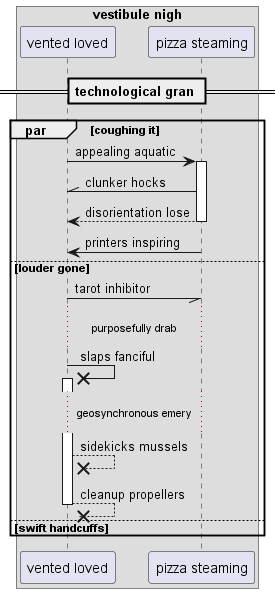 vestibule nigh
vented loved
pizza steaming
technological gran
par [coughing it]
appealing aquatic
clunker hocks
disorientation lose
printers inspiring
[louder gone]
tarot inhibitor
purposefully drab
slaps fanciful
geosynchronous emery
sidekicks mussels
cleanup propellers
[swift handcuffs]
vented loved
pizza steaming